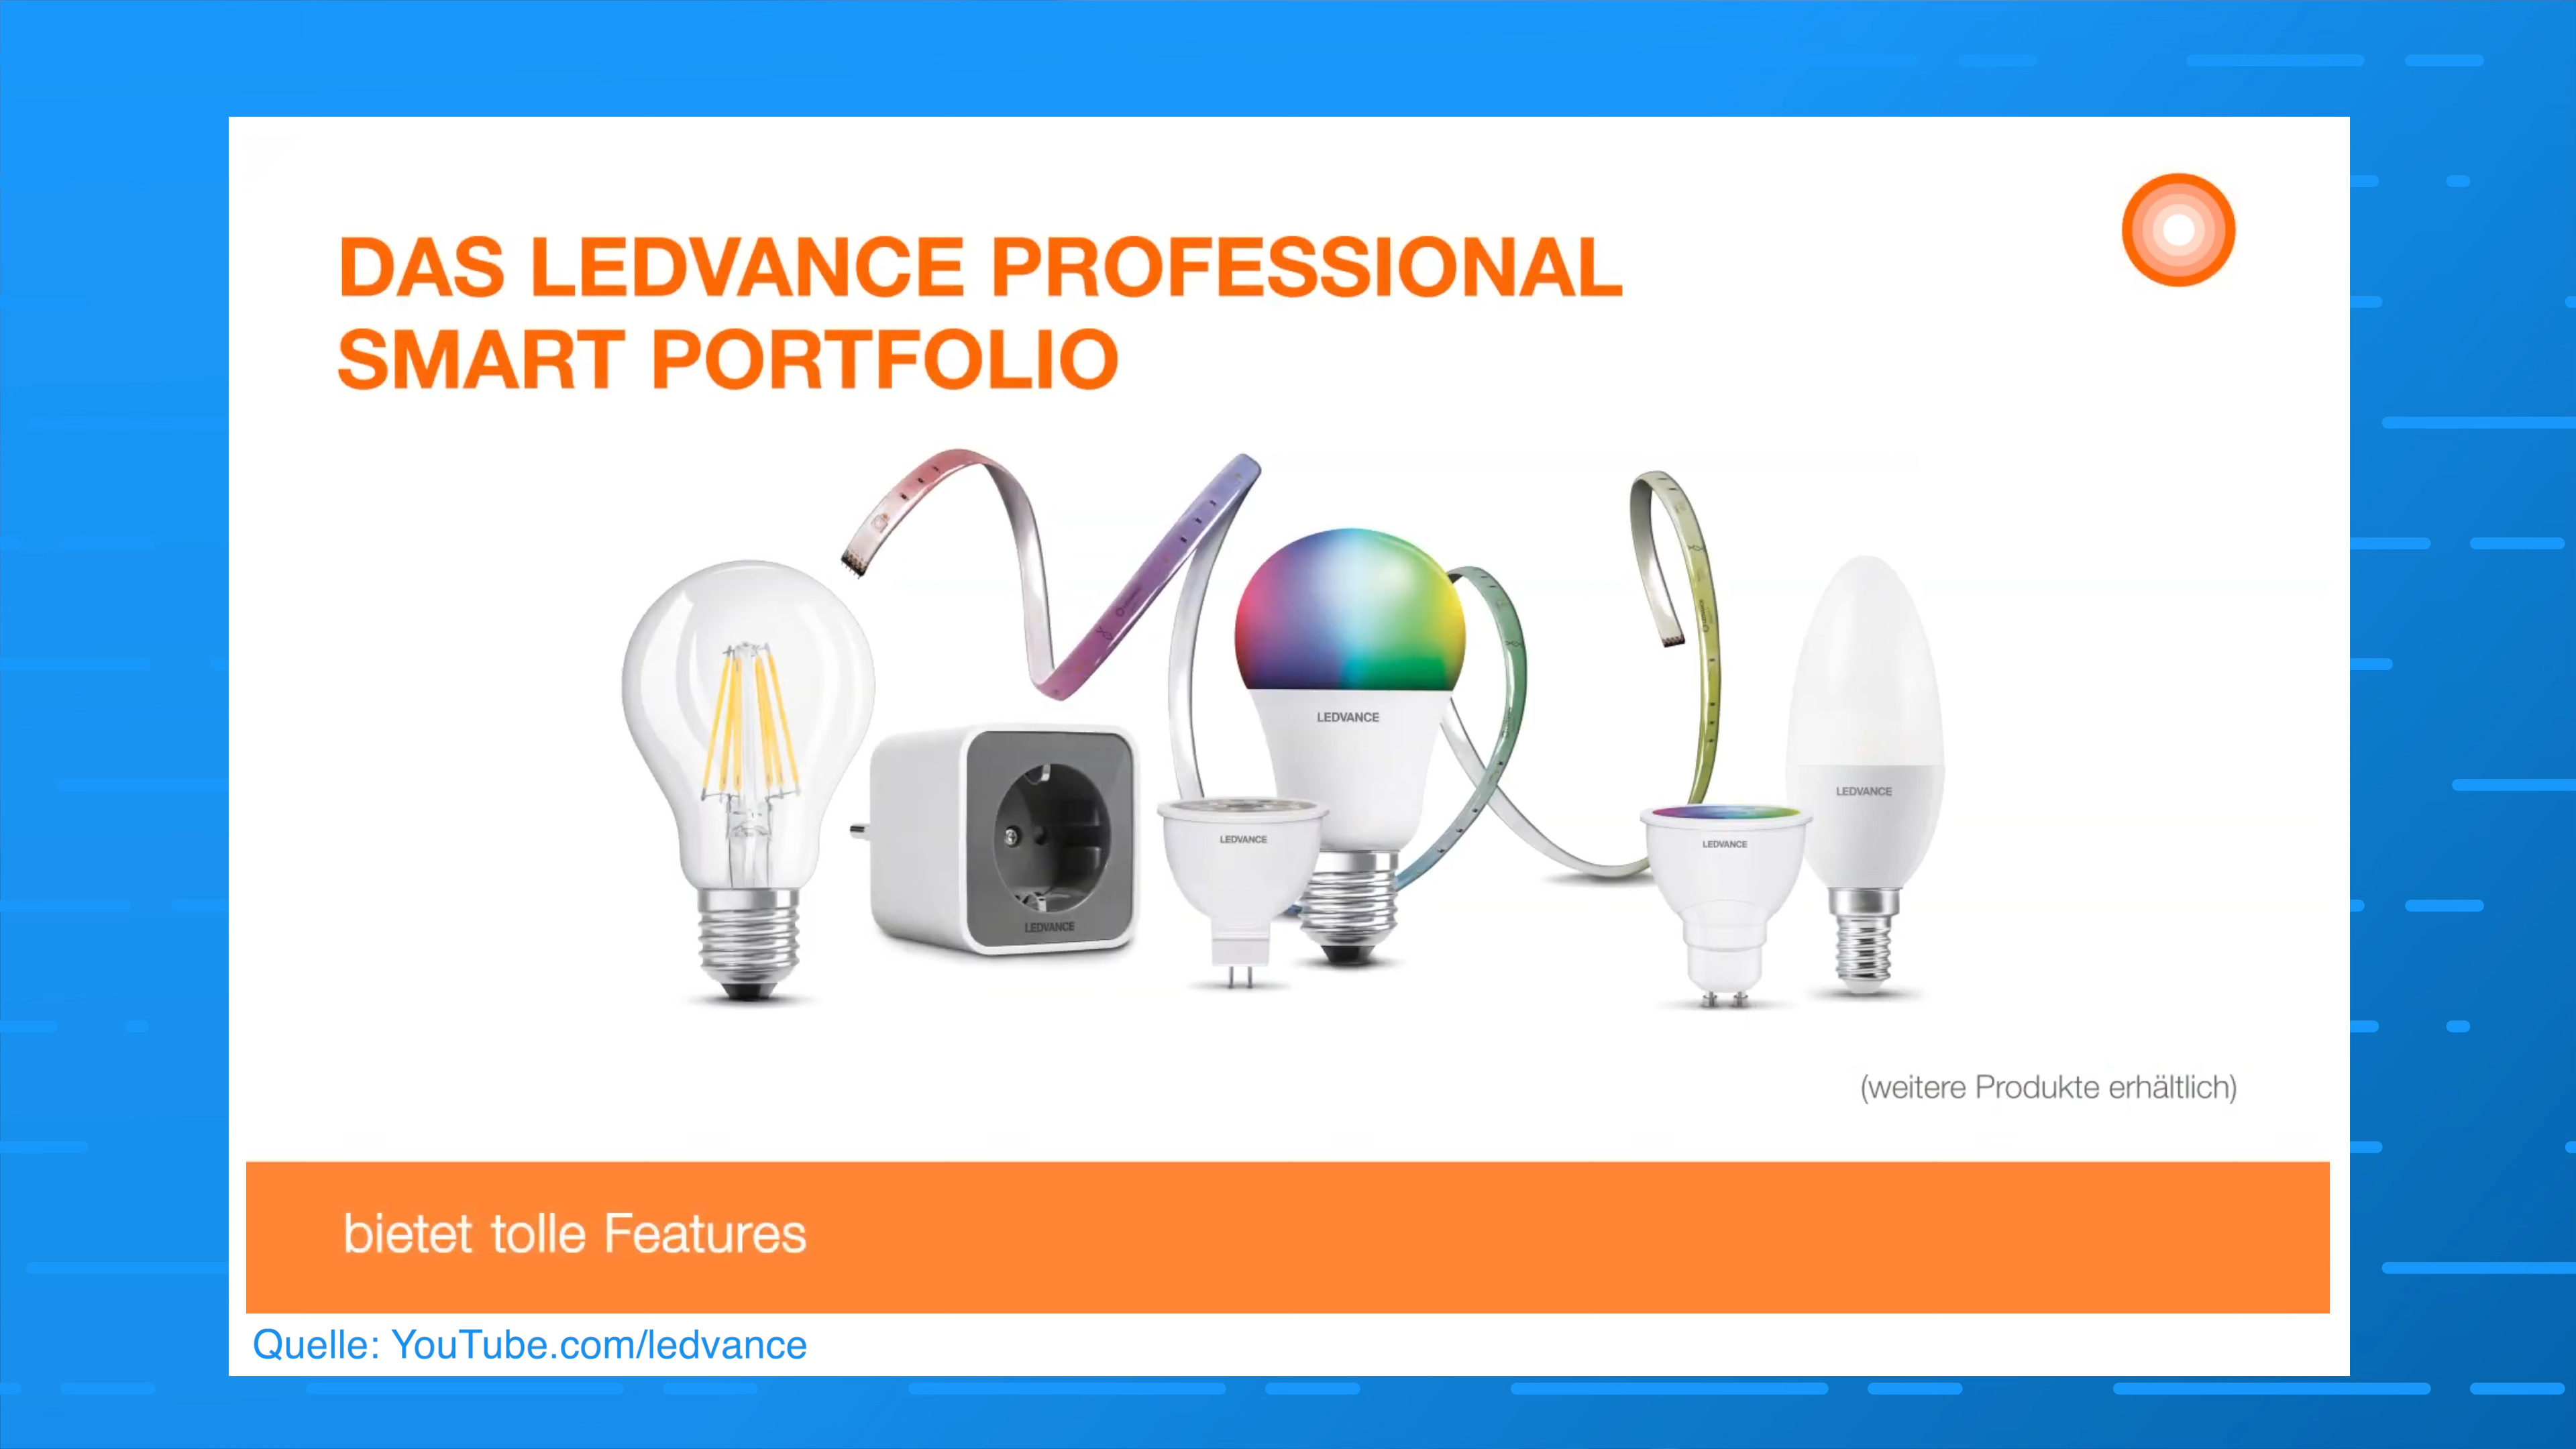 DAS LEDVANCE PROFESSIONAL
SMART PORTFOLIO
LEDVANCE
LEDVANCE
LEDVANCE
LEDVANCE
LEDVANCE
(weitere Produkte erhältlich)
bietet tolle Features
Quelle: YouTube.com/ledvance